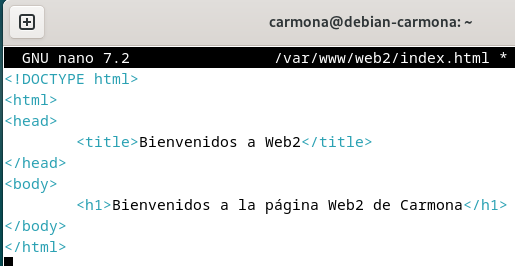 carmona@debian-carmona: ~
GNU nano 7.2 /var/www/web2/index.html *
<!DOCTYPE html>
<html>
<head>
<title>Bienvenidos a Web2</title>
</head>
<body>
<h1>Bienvenidos a la página Web2 de Carmona</h1>
</body>
</html>